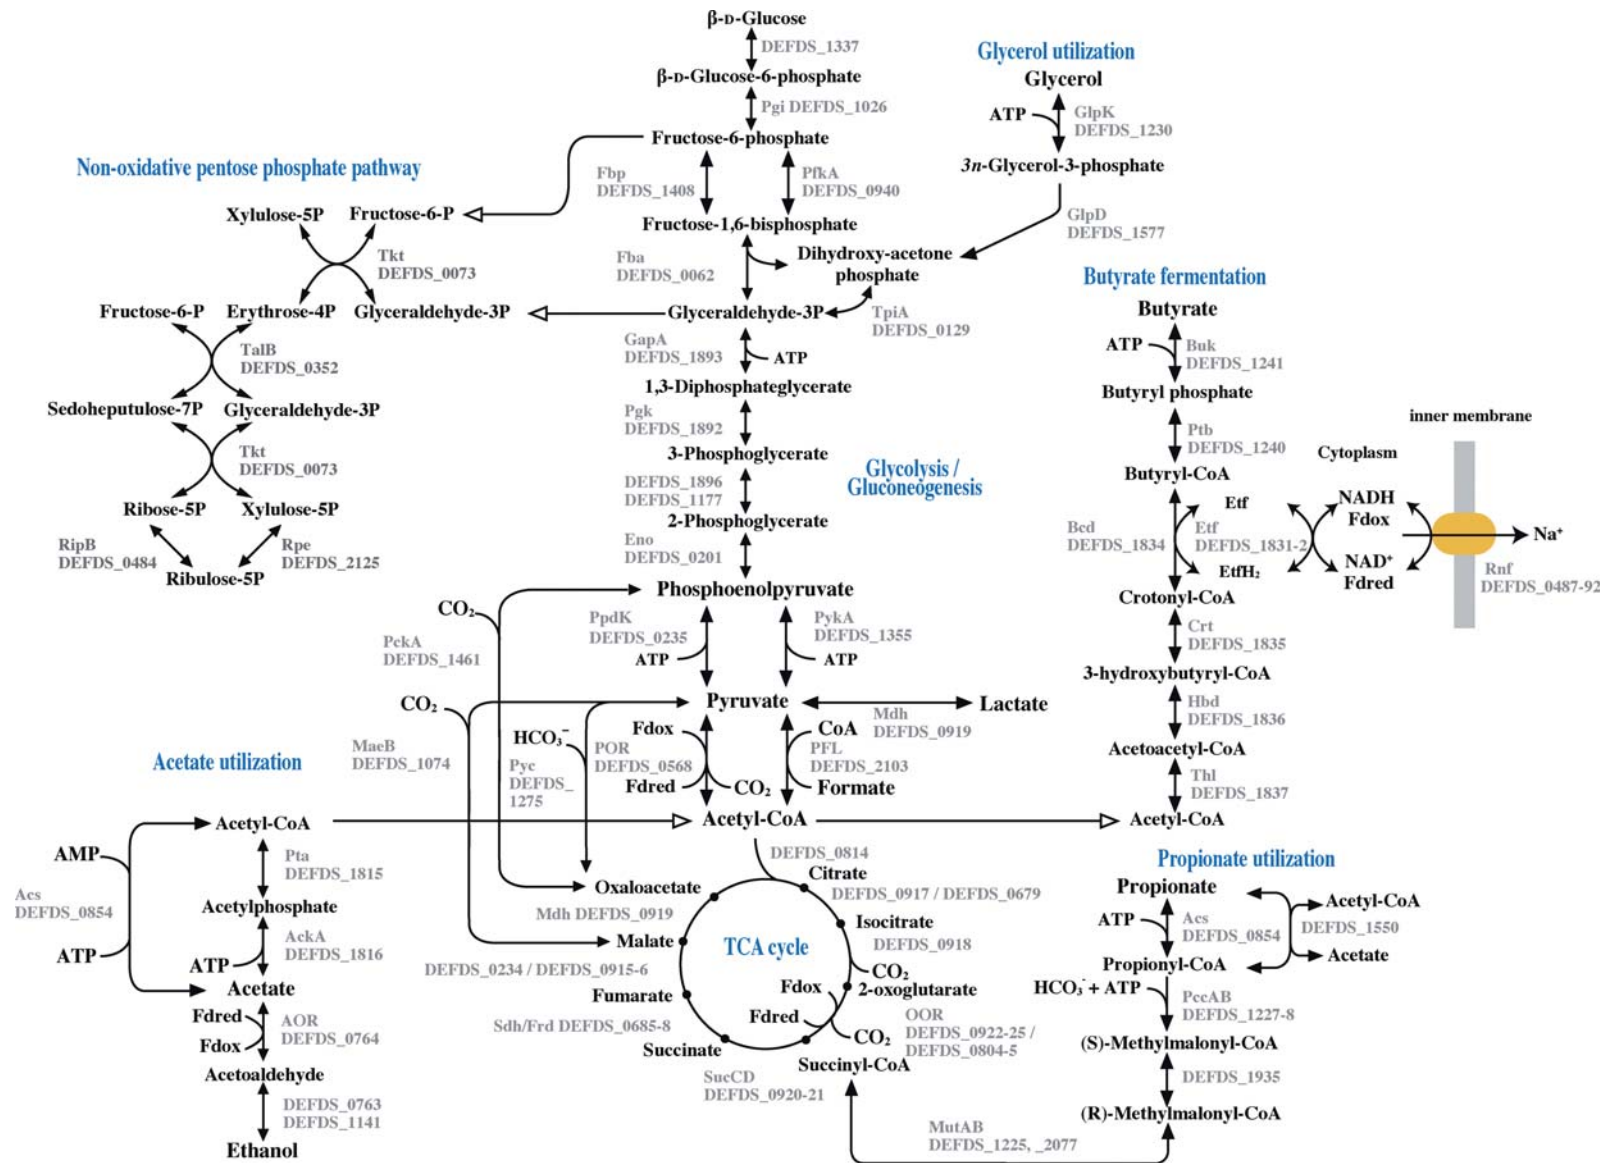 β-D-Glucose
DEFDS_1337
β-D-Glucose-6-phosphate
Pgi DEFDS_1026
Fructose-6-phosphate
Fbp
DEFDS_1408
PfkA
DEFDS_0940
Fructose-1,6-bisphosphate
Fba
DEFDS_0062
Dihydroxy-acetone
phosphate
Glyceraldehyde-3P
TpiA
DEFDS_0129
GapA
DEFDS_1893
ATP
1,3-Diphosphateglycerate
Pgk
DEFDS_1892
3-Phosphoglycerate
DEFDS_1896
DEFDS_1177
2-Phosphoglycerate
Eno
DEFDS_0201
Glycolysis /
Gluconeogenesis
Phosphoenolpyruvate
PpdK
DEFDS_0235
ATP
PykA
DEFDS_1355
ATP
Pyruvate
Mdh
DEFDS_0919
Lactate
Glycerol utilization
Glycerol
ATP
GlpK
DEFDS_1230
3n-Glycerol-3-phosphate
GlpD
DEFDS_1577
Non-oxidative pentose phosphate pathway
Xylulose-5P
Fructose-6-P
Tkt
DEFDS_0073
Fructose-6-P
Erythrose-4P
Glyceraldehyde-3P
TalB
DEFDS_0352
Sedoheputulose-7P
Glyceraldehyde-3P
Tkt
DEFDS_0073
Ribose-5P
Xylulose-5P
RipB
DEFDS_0484
Rpe
DEFDS_2125
Ribulose-5P
CO₂
PckA
DEFDS_1461
CO₂
MaeB
DEFDS_1074
HCO₃⁻
Pyc
DEFDS_
1275
Fdox
POR
DEFDS_0568
Fdred
CO₂
CoA
PFL
DEFDS_2103
Formate
Acetyl-CoA
Butyrate fermentation
Butyrate
ATP
Buk
DEFDS_1241
Butyryl phosphate
Ptb
DEFDS_1240
Butyryl-CoA
Bcd
DEFDS_1834
Etf
Etf
DEFDS_1831-2
EtfH₂
Cytoplasm
inner membrane
NADH
Fdox
NAD⁺
Fdred
Na⁺
Rnf
DEFDS_0487-92
Crotonyl-CoA
Crt
DEFDS_1835
3-hydroxybutyryl-CoA
Hbd
DEFDS_1836
Acetoacetyl-CoA
Thl
DEFDS_1837
Acetyl-CoA
Acetate utilization
Acetyl-CoA
AMP
Acs
DEFDS_0854
ATP
Pta
DEFDS_1815
Acetylphosphate
ATP
AckA
DEFDS_1816
Acetate
Fdred
Fdox
AOR
DEFDS_0764
Acetoaldehyde
DEFDS_0763
DEFDS_1141
Ethanol
DEFDS_0814
Citrate
DEFDS_0917 / DEFDS_0679
Oxaloacetate
Mdh DEFDS_0919
Isocitrate
DEFDS_0918
Malate
TCA cycle
CO₂
DEFDS_0234 / DEFDS_0915-6
2-oxoglutarate
Fumarate
Fdox
Fdred
CO₂
OOR
DEFDS_0922-25 /
DEFDS_0804-5
Sdh/Frd DEFDS_0685-8
Succinate
Succinyl-CoA
SucCD
DEFDS_0920-21
MutAB
DEFDS_1225, _2077
Propionate utilization
Propionate
ATP
Acs
DEFDS_0854
Acetyl-CoA
DEFDS_1550
Acetate
Propionyl-CoA
HCO₃⁻ + ATP
PccAB
DEFDS_1227-8
(S)-Methylmalonyl-CoA
DEFDS_1935
(R)-Methylmalonyl-CoA